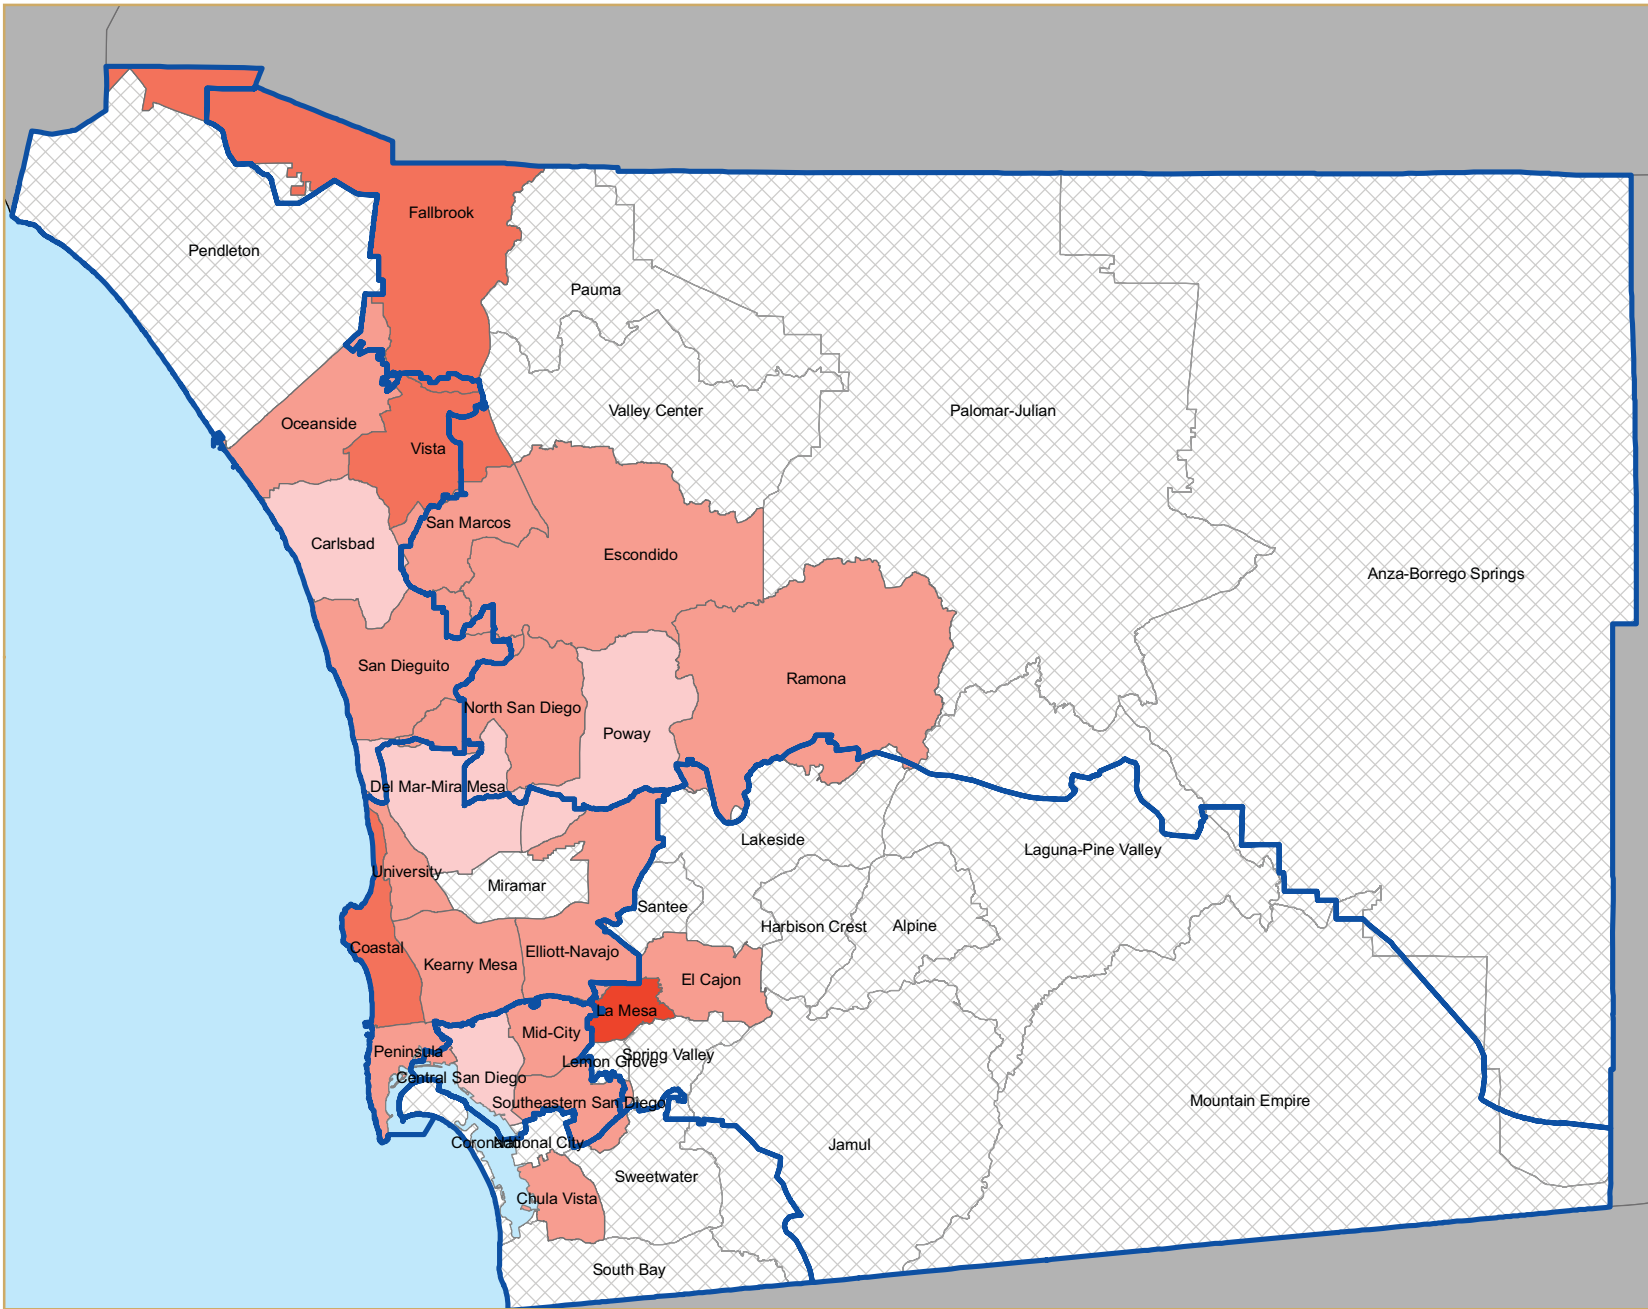 Fallbrook
Pendleton
Pauma
Valley Center
Palomar-Julian
Oceanside
Vista
San Marcos
Carlsbad
Escondido
Anza-Borrego Springs
San Dieguito
Ramona
North San Diego
Poway
Del Mar-Mira Mesa
Lakeside
Laguna-Pine Valley
University
Miramar
Santee
Harbison Crest
Alpine
Coastal
Elliott-Navajo
Kearny Mesa
El Cajon
La Mesa
Mid-City
Peninsula
Lemon Grove
Spring Valley
Central San Diego
Southeastern San Diego
Mountain Empire
Coronado
National City
Jamul
Sweetwater
Chula Vista
South Bay